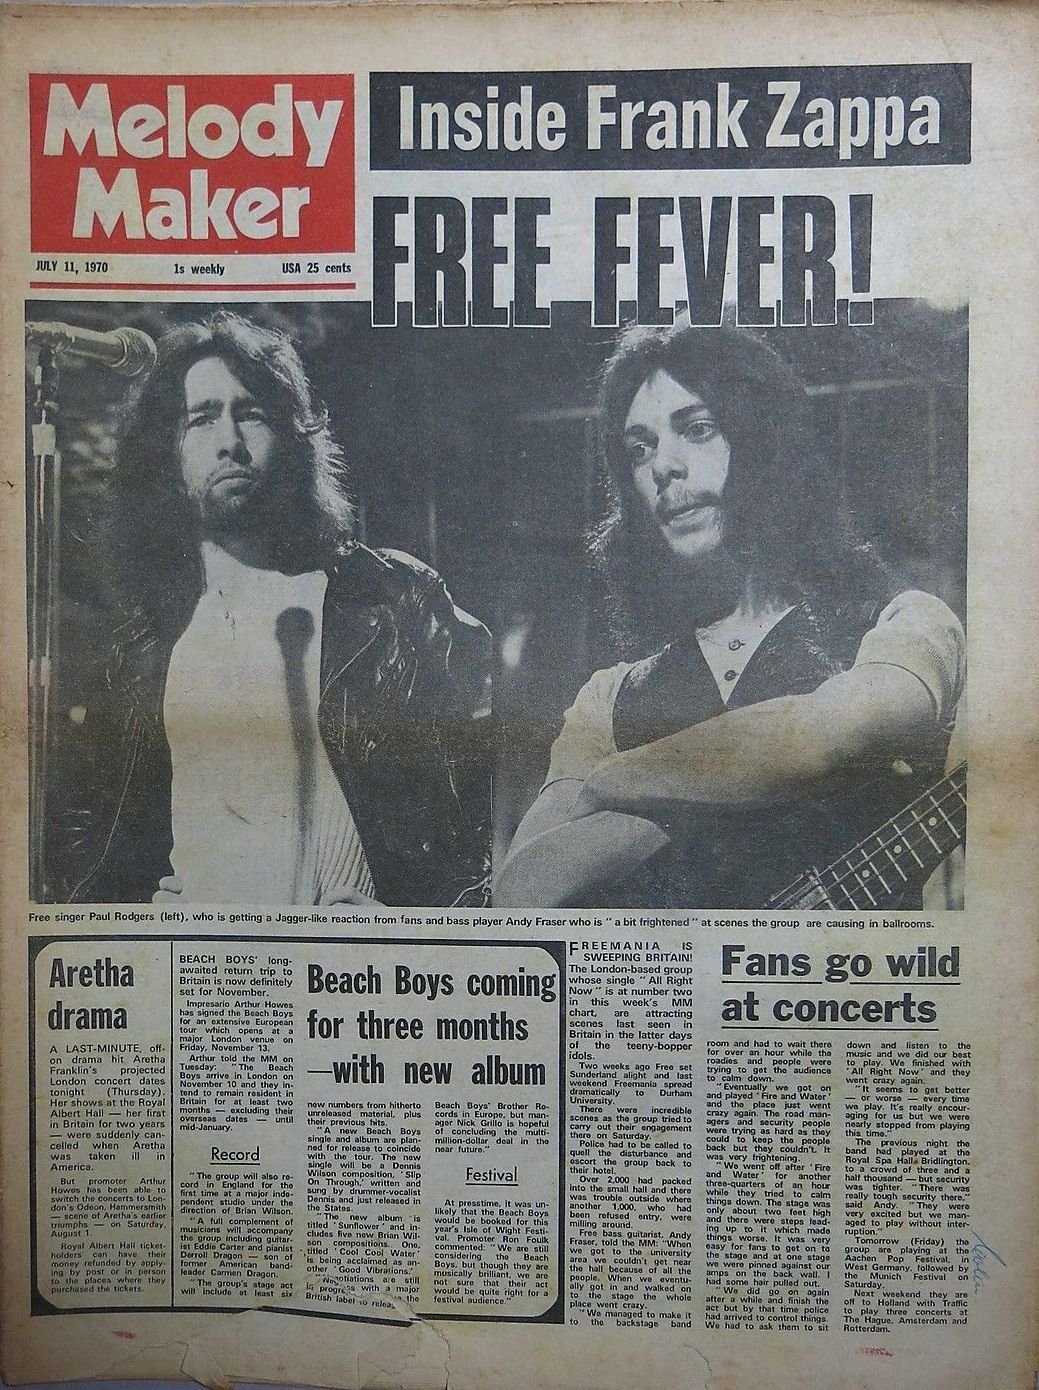 Melody
Maker
JULY 11, 1970 1s weekly USA 25 cents
Inside Frank Zappa
FREE FEVER!
Free singer Paul Rodgers (left), who is getting a Jagger-like reaction from fans and bass player Andy Fraser who is " a bit frightened " at scenes the group are causing in ballrooms.
Aretha
drama
A LAST-MINUTE, off-
on drama hit Aretha
Franklin's projected
London concert dates
tonight (Thursday).
Her shows at the Royal
Albert Hall — her first
in Britain for two years
— were suddenly can-
celled when Aretha
was taken ill in
America.
But promoter Arthur
Howes has been able to
switch the concerts to Lon-
don's Odeon, Hammersmith
— scene of Aretha's earlier
triumphs — on Saturday,
August 1.
Royal Albert Hall ticket-
holders can have their
money refunded by apply-
ing by post or in person
to the places where they
purchased the tickets.
BEACH BOYS' long-
awaited return trip to
Britain is now definitely
set for November.
Impresario Arthur Howes
has signed the Beach Boys
for an extensive European
tour which opens at a
major London venue on
Friday, November 13.
Arthur told the MM on
Tuesday: "The Beach
Boys arrive in London on
November 10 and they in-
tend to remain resident in
Britain for at least two
months — excluding their
overseas dates — until
mid-January.
Record
"The group will also re-
cord in England for the
first time at a major inde-
pendent studio under the
direction of Brian Wilson.
"A full complement of
musicians will accompany
the group including guitar-
ist Eddie Carter and pianist
Derroll Dragon — son of
former American band-
leader Carmen Dragon.
"The group's stage act
will include at least six
Beach Boys coming
for three months
—with new album
new numbers from hitherto
unreleased material, plus
their previous hits.
"A new Beach Boys
single and album are plan-
ned for release to coincide
with the tour. The new
single will be a Dennis
Wilson composition, 'Slip
On Through,' written and
sung by drummer-vocalist
Dennis and just released in
the States.
"The new album is
titled 'Sunflower' and in-
cludes five new Brian Wil-
son compositions. One,
titled 'Cool Cool Water'
is being acclaimed as an-
other 'Good Vibrations.'
"Negotiations are still
in progress with a major
British label to release the
Beach Boys' Brother Re-
cords in Europe, but man-
ager Nick Grillo is hopeful
of concluding the multi-
million-dollar deal in the
near future."
Festival
At presstime, it was un-
likely that the Beach Boys
would be booked for this
year's Isle of Wight Festi-
val. Promoter Ron Foulk
commented: "We are still
considering the Beach
Boys, but though they are
musically brilliant, we are
not sure that their act
would be quite right for a
festival audience."
FREEMANIA IS
SWEEPING BRITAIN!
The London-based group
whose single "All Right
Now" is at number two
in this week's MM
chart, are attracting
scenes last seen in
Britain in the latter days
of the teeny-bopper
idols.
Two weeks ago Free set
Sunderland alight and last
weekend Freemania spread
dramatically to Durham
University.
There were incredible
scenes as the group tried to
carry out their engagement
there on Saturday.
Police had to be called to
quell the disturbance and
escort the group back to
their hotel.
Over 2,000 had packed
into the small hall and there
was trouble outside where
another 1,000, who had
been refused entry, were
milling around.
Free bass guitarist, Andy
Fraser, told the MM: "When
we got to the university
area we couldn't get near
the hall because of all the
people. When we eventu-
ally got in and walked on
to the stage the whole
place went crazy.
"We managed to make it
to the backstage band
Fans go wild
at concerts
room and had to wait there
for over an hour while the
roadies and people were
trying to get the audience
to calm down.
"Eventually we got on
and played 'Fire and Water'
and the place just went
crazy again. The road man-
agers and security people
were trying as hard as they
could to keep the people
back but they couldn't. It
was very frightening.
"We went off after 'Fire
and Water' for another
three-quarters of an hour
while they tried to calm
things down. The stage was
only about two feet high
and there were steps lead-
ing up to it which made
things worse. It was very
easy for fans to get on to
the stage and at one stage
we were pinned against our
amps on the back wall. I
had some hair pulled out.
"We did go on again
after a while and finish the
act but by that time police
had arrived to control things.
We had to ask them to sit
down and listen to the
music and we did our best
to play. We finished with
'All Right Now' and they
went crazy again.
"It seems to get better
— or worse — every time
we play. It's really encour-
aging for us but we were
nearly stopped from playing
this time."
The previous night the
band had played at the
Royal Spa Hall, Bridlington,
to a crowd of three and a
half thousand — but security
was tighter. "There was
really tough security there,"
said Andy. "They were
very excited but we man-
aged to play without inter-
ruption."
Tomorrow (Friday) the
group are playing at the
Aachen Pop Festival, in
West Germany, followed by
the Munich Festival on
Saturday.
Next weekend they are
off to Holland with Traffic
to play three concerts at
The Hague, Amsterdam and
Rotterdam.